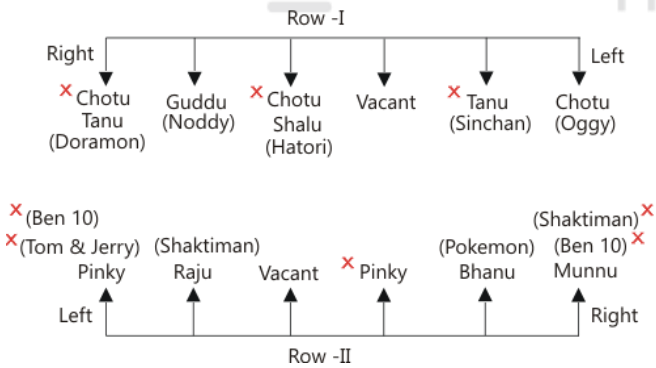 Row -I
Right
Left
× Chotu
Tanu
(Doramon)
Guddu
(Noddy)
× Chotu
Shalu
(Hatori)
Vacant
× Tanu
(Sinchan)
Chotu
(Oggy)
× (Ben 10)
× (Tom & Jerry)
Pinky
(Shaktiman)
Raju
Vacant
× Pinky
(Pokemon)
Bhanu
(Shaktiman) ×
(Ben 10) ×
Munnu
Left
Right
Row -II